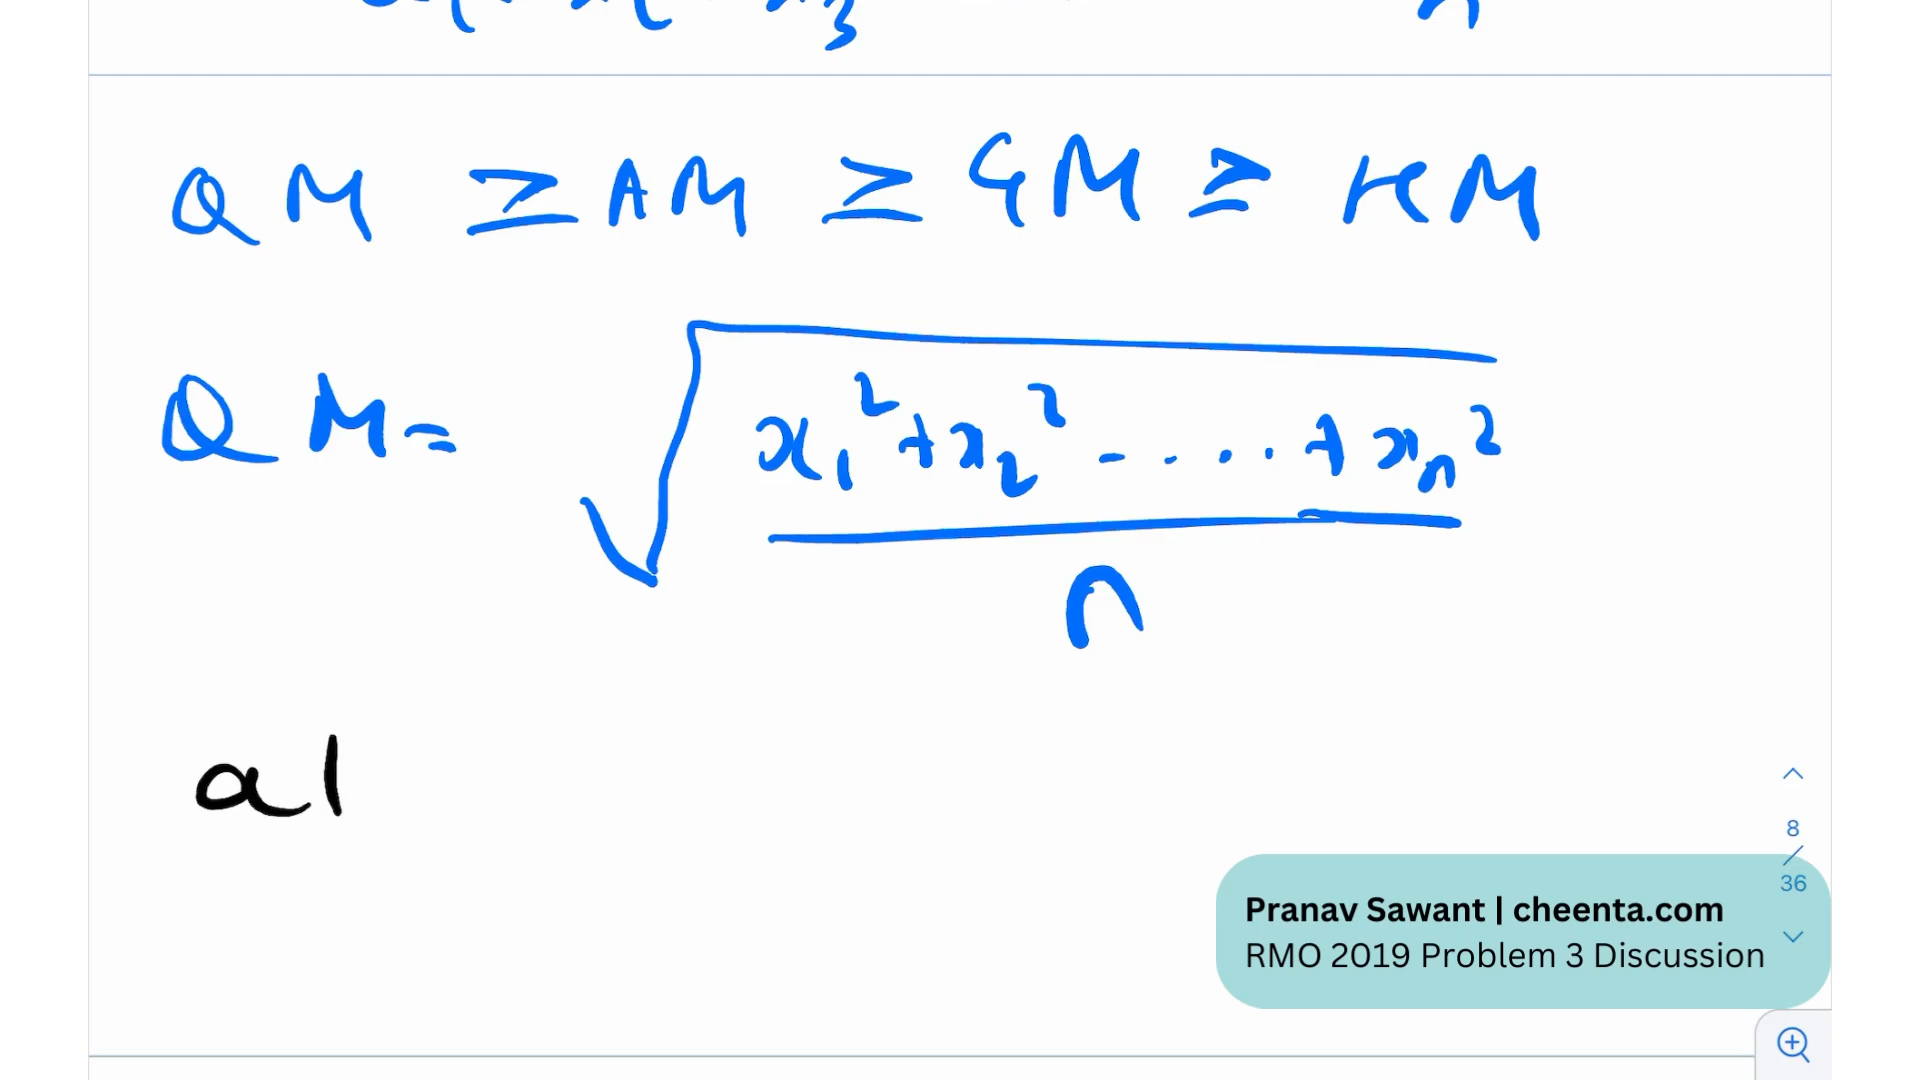 QM ≥ AM ≥ GM ≥ HM
QM = √((x₁² + x₂² - .... + xₙ²) / n)
al
8
/
36
Pranav Sawant | cheenta.com
RMO 2019 Problem 3 Discussion